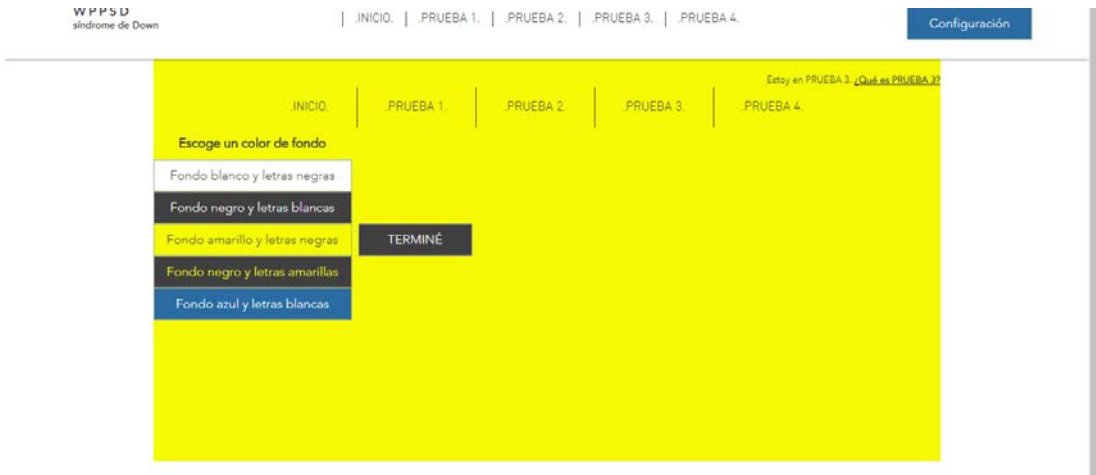 WPPSD
síndrome de Down
.INICIO. .PRUEBA 1. .PRUEBA 2. .PRUEBA 3. .PRUEBA 4.
Configuración
Estoy en PRUEBA 3. ¿Qué es PRUEBA 3?
.INICIO. .PRUEBA 1. .PRUEBA 2. .PRUEBA 3. .PRUEBA 4.
Escoge un color de fondo
Fondo blanco y letras negras
Fondo negro y letras blancas
Fondo amarillo y letras negras
TERMINÉ
Fondo negro y letras amarillas
Fondo azul y letras blancas